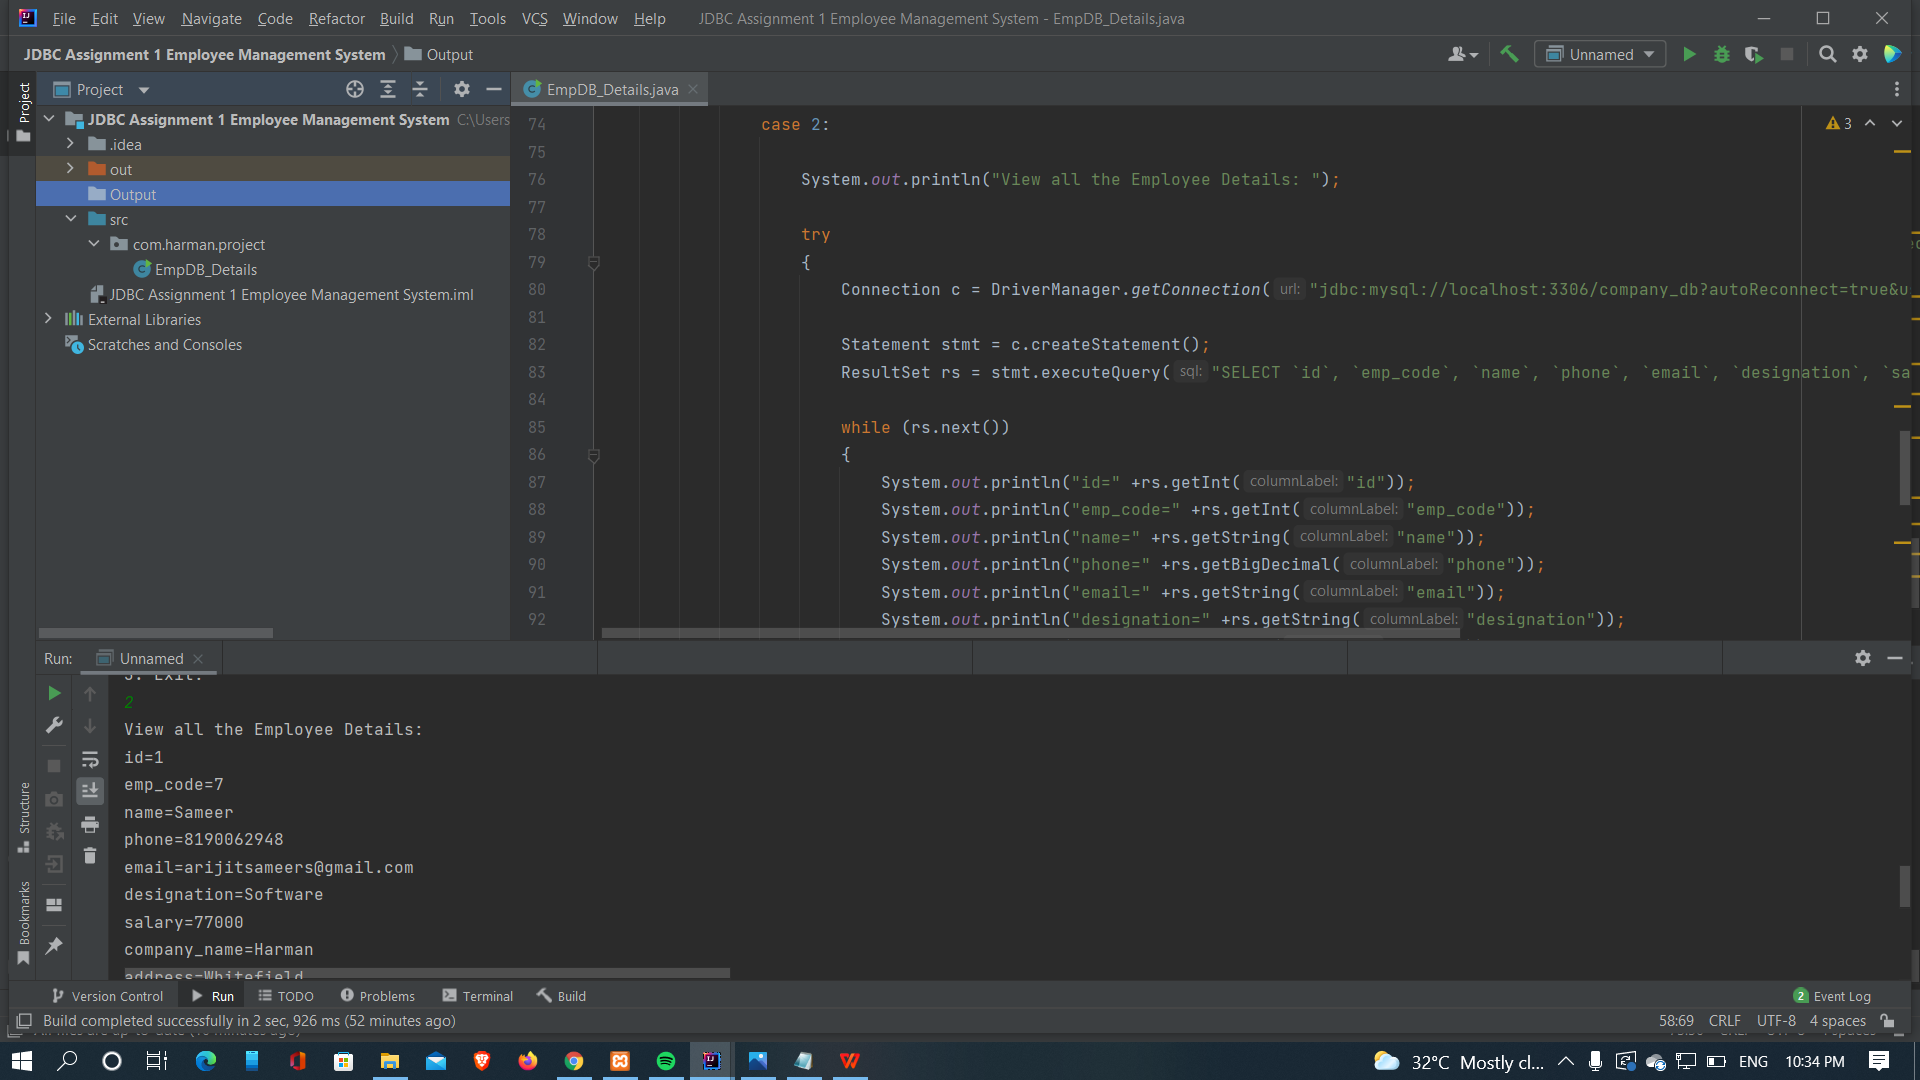 File Edit View Navigate Code Refactor Build Run Tools VCS Window Help JDBC Assignment 1 Employee Management System - EmpDB_Details.java
JDBC Assignment 1 Employee Management System Output
Unnamed
Project
Project
EmpDB_Details.java
JDBC Assignment 1 Employee Management System C:\Users
.idea
out
Output
src
com.harman.project
EmpDB_Details
JDBC Assignment 1 Employee Management System.iml
External Libraries
Scratches and Consoles
3
74 case 2:
75
76 System.out.println("View all the Employee Details: ");
77
78 try
79 {
80 Connection c = DriverManager.getConnection( url: "jdbc:mysql://localhost:3306/company_db?autoReconnect=true&u
81
82 Statement stmt = c.createStatement();
83 ResultSet rs = stmt.executeQuery( sql: "SELECT `id`, `emp_code`, `name`, `phone`, `email`, `designation`, `sa
84
85 while (rs.next())
86 {
87 System.out.println("id=" +rs.getInt( columnLabel: "id"));
88 System.out.println("emp_code=" +rs.getInt( columnLabel: "emp_code"));
89 System.out.println("name=" +rs.getString( columnLabel: "name"));
90 System.out.println("phone=" +rs.getBigDecimal( columnLabel: "phone"));
91 System.out.println("email=" +rs.getString( columnLabel: "email"));
92 System.out.println("designation=" +rs.getString( columnLabel: "designation"));
Run: Unnamed
Exit.
2
View all the Employee Details:
id=1
emp_code=7
name=Sameer
phone=8190062948
email=arijitsameers@gmail.com
designation=Software
salary=77000
company_name=Harman
address=Whitefield
Structure
Bookmarks
Version Control Run TODO Problems Terminal Build 2 Event Log
Build completed successfully in 2 sec, 926 ms (52 minutes ago) 58:69 CRLF UTF-8 4 spaces
32°C Mostly cl... ENG 10:34 PM